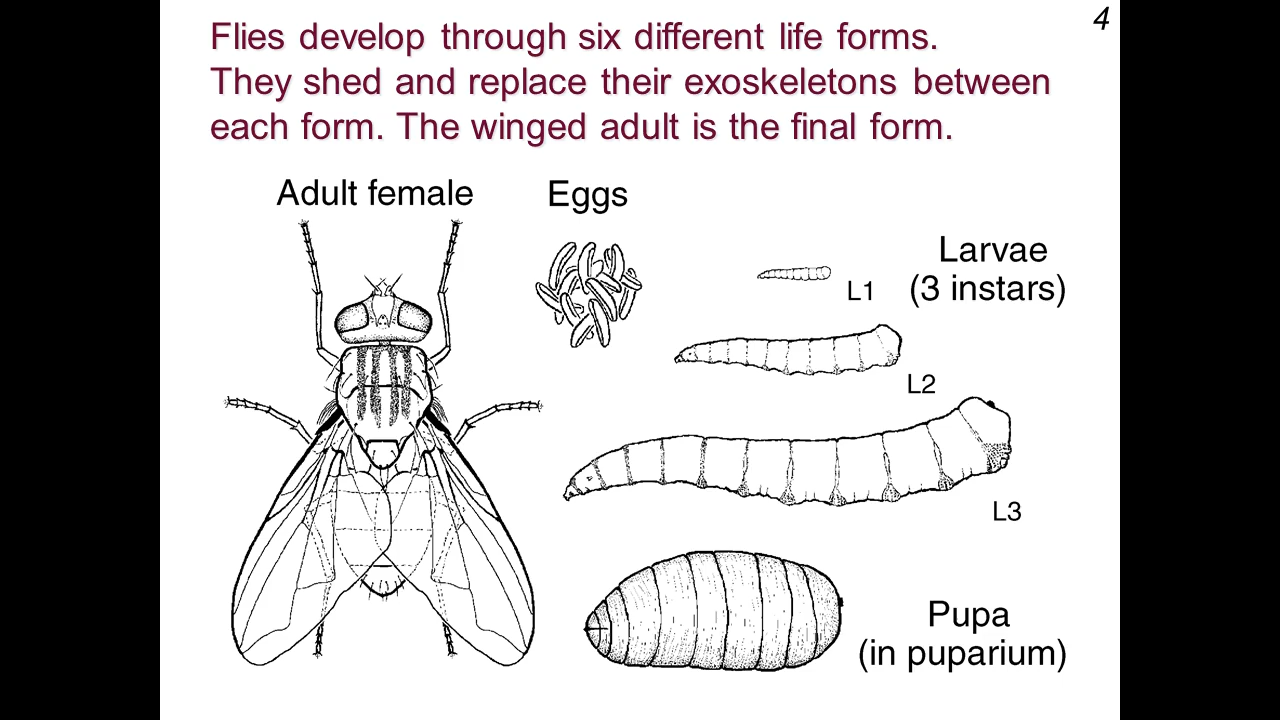 4
Flies develop through six different life forms.
They shed and replace their exoskeletons between
each form. The winged adult is the final form.
Adult female
Eggs
Larvae
(3 instars)
L1
L2
L3
Pupa
(in puparium)